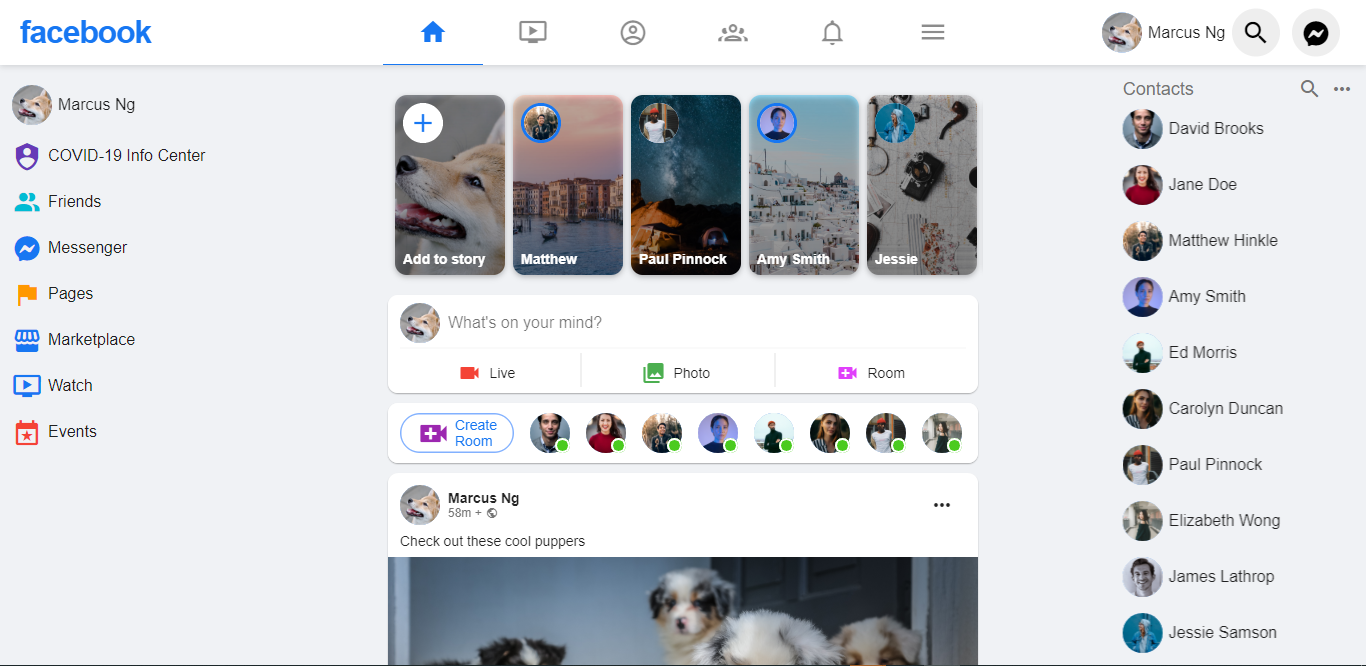 facebook
Marcus Ng
Marcus Ng
COVID-19 Info Center
Friends
Messenger
Pages
Marketplace
Watch
Events
Add to story
Matthew
Paul Pinnock
Amy Smith
Jessie
What's on your mind?
Live
Photo
Room
Create
Room
Marcus Ng
58m +
Check out these cool puppers
Contacts
David Brooks
Jane Doe
Matthew Hinkle
Amy Smith
Ed Morris
Carolyn Duncan
Paul Pinnock
Elizabeth Wong
James Lathrop
Jessie Samson